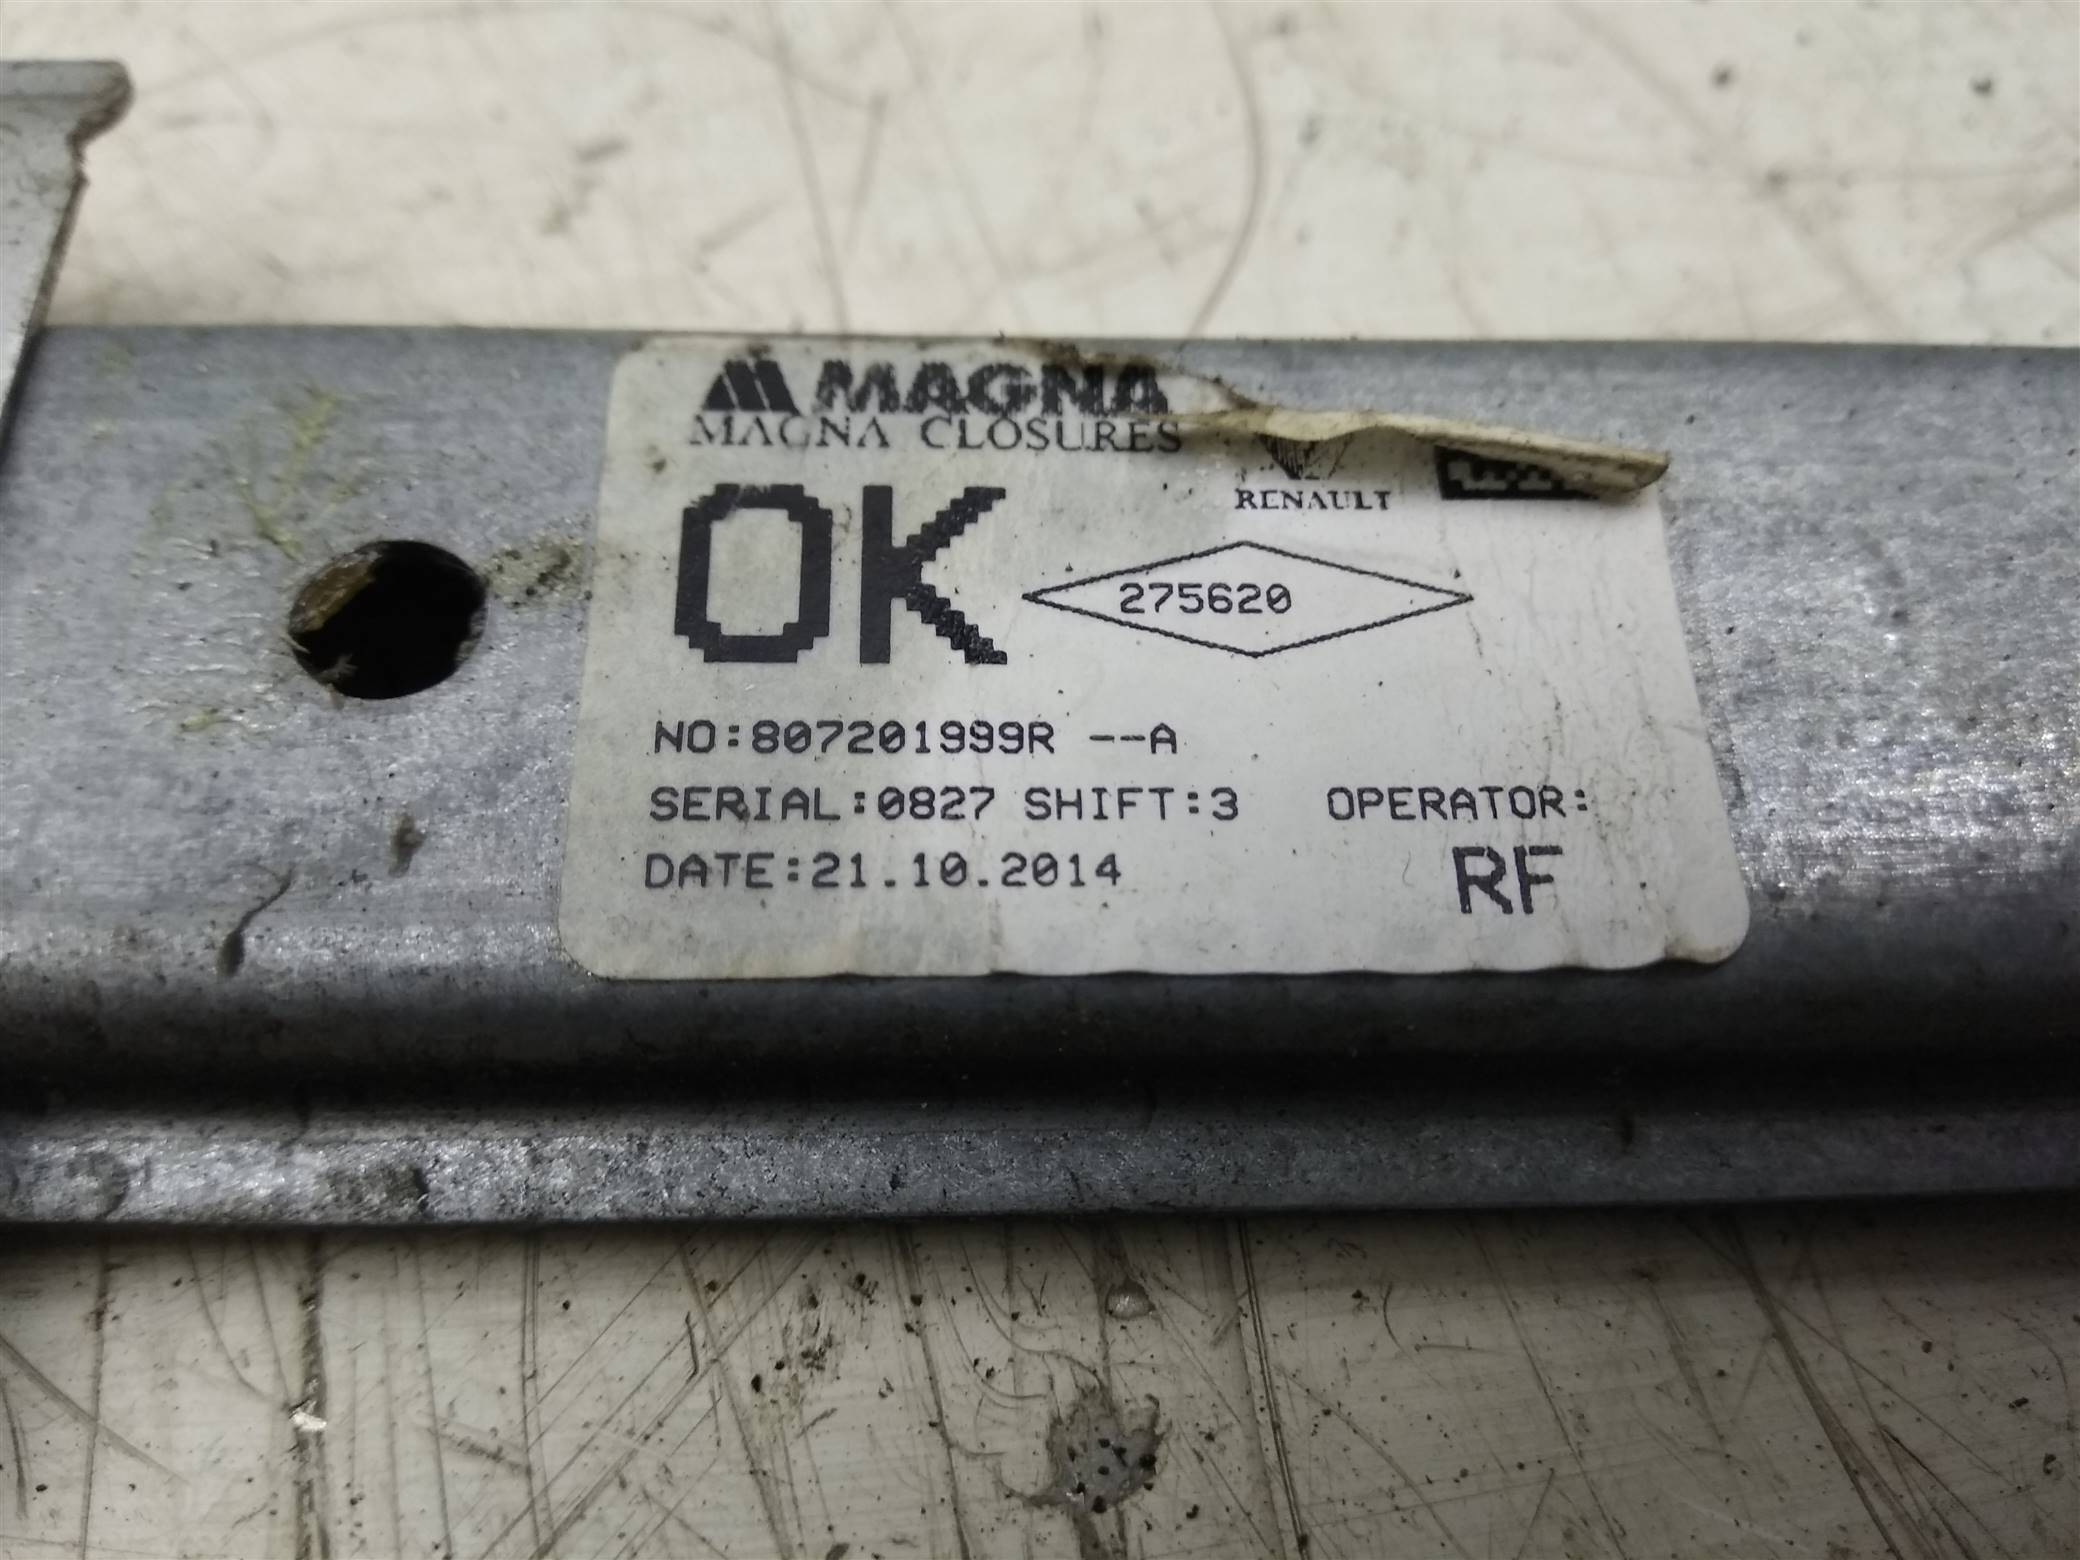 MAGNA
MAGNA CLOSURES
RENAULT
OK
275620
NO:807201999R --A
SERIAL:0827 SHIFT:3 OPERATOR:
DATE:21.10.2014 RF